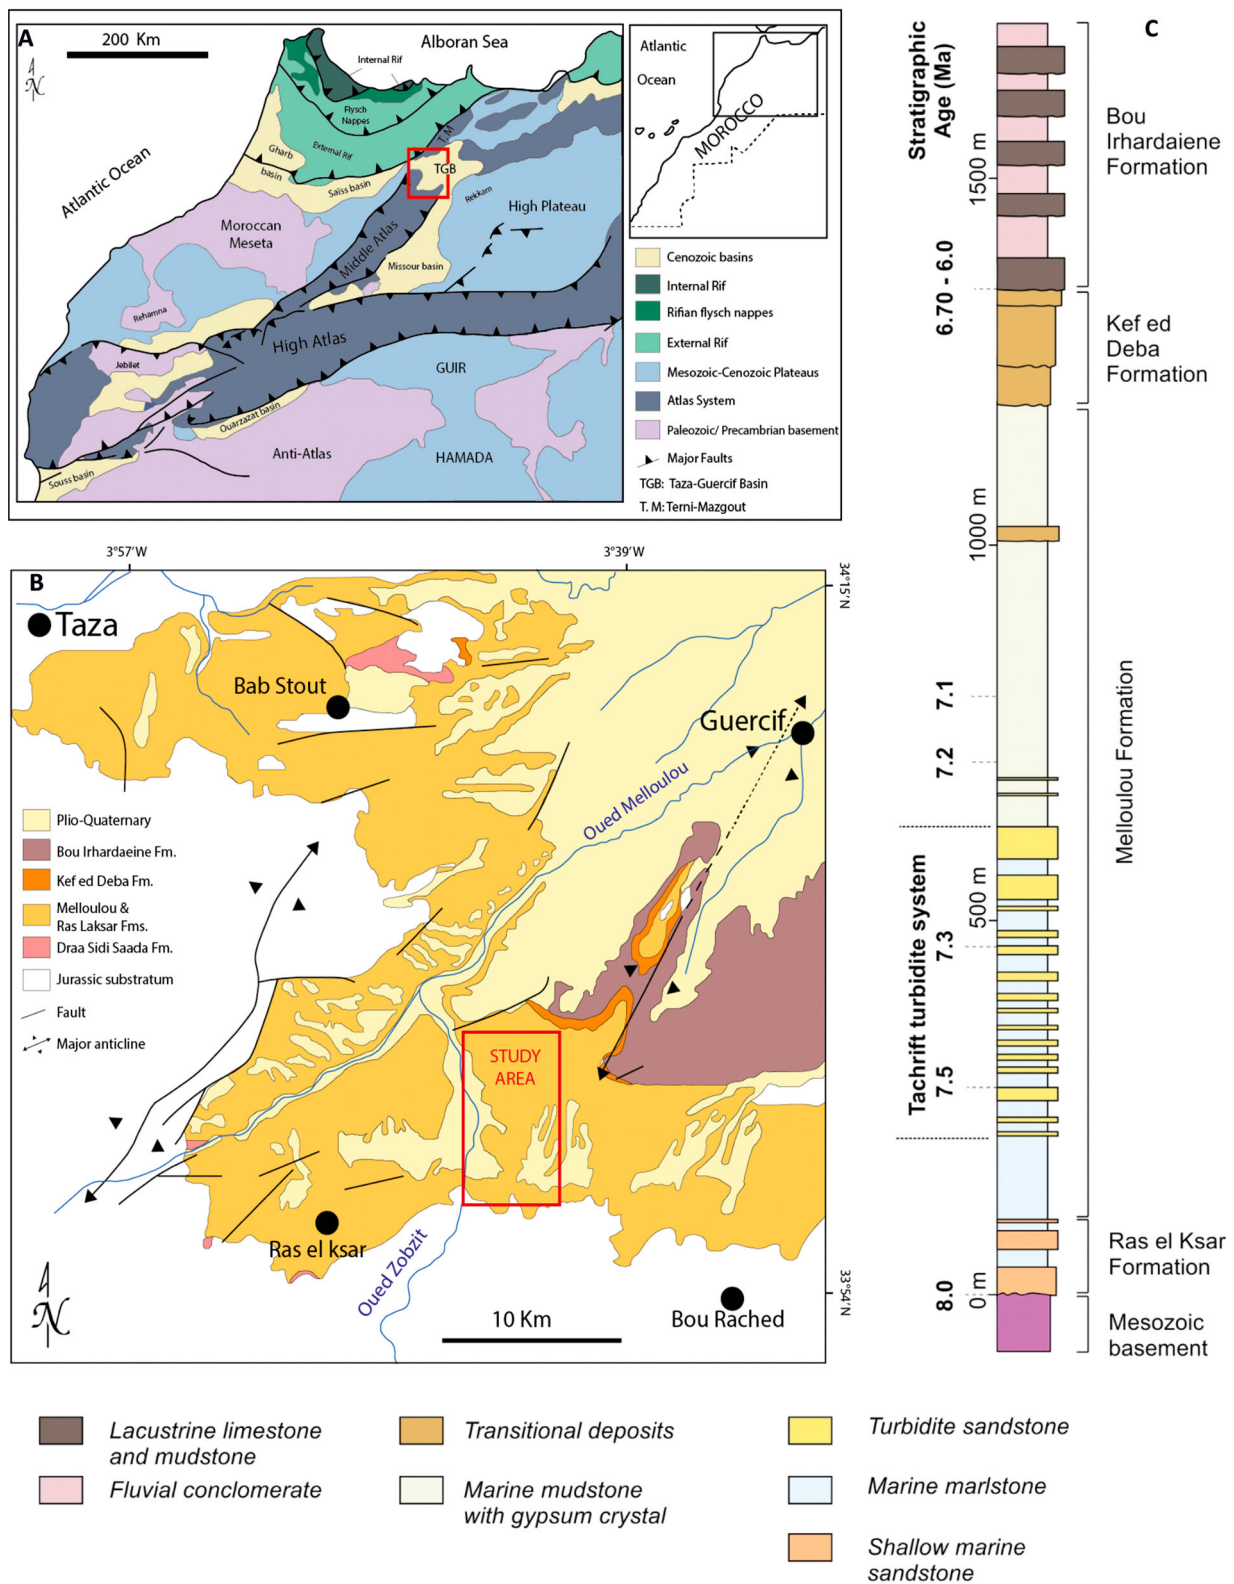 A
200 Km
N
Alboran Sea
Internal Rif
Flysch
Nappes
External Rif
T. M
TGB
Gharb
basin
Saïss basin
Rekkam
Atlantic Ocean
Moroccan
Meseta
High Plateau
Middle Atlas
Missour basin
Rehamna
High Atlas
Jebilet
GUIR
Ouarzazat basin
Anti-Atlas
HAMADA
Souss basin
Atlantic
Ocean
MOROCCO
Cenozoic basins
Internal Rif
Rifian flysch nappes
External Rif
Mesozoic-Cenozoic Plateaus
Atlas System
Paleozoic/ Precambrian basement
Major Faults
TGB: Taza-Guercif Basin
T. M: Terni-Mazgout
B
3°57'W
3°39'W
34°15'N
33°54'N
Taza
Bab Stout
Guercif
Oued Melloulou
Plio-Quaternary
Bou Irhardaeine Fm.
Kef ed Deba Fm.
Melloulou &
Ras Laksar Fms.
Draa Sidi Saada Fm.
Jurassic substratum
Fault
Major anticline
STUDY
AREA
Ras el ksar
Oued Zobzit
N
10 Km
Bou Rached
C
Stratigraphic
Age (Ma)
1500 m
6.70 - 6.0
1000 m
7.1
7.2
500 m
7.3
Tachrift turbidite system
7.5
8.0
0 m
Bou
Irhardaiene
Formation
Kef ed
Deba
Formation
Melloulou Formation
Ras el Ksar
Formation
Mesozoic
basement
Lacustrine limestone
and mudstone
Fluvial conclomerate
Transitional deposits
Marine mudstone
with gypsum crystal
Turbidite sandstone
Marine marlstone
Shallow marine
sandstone